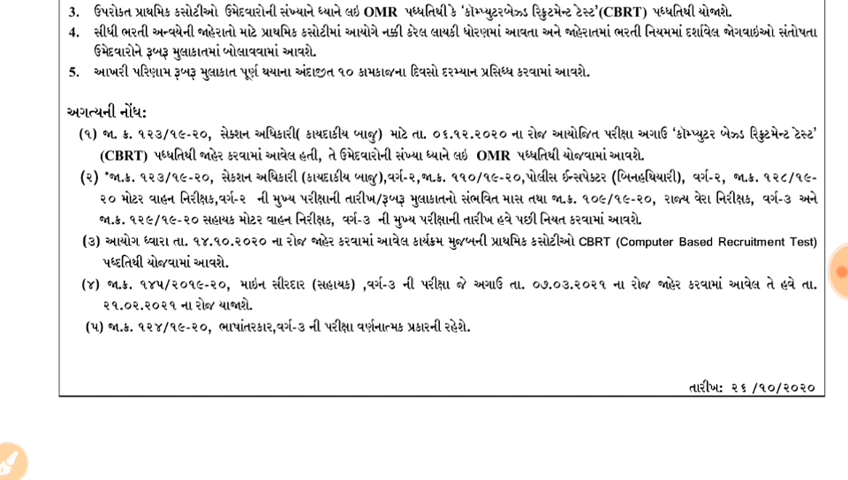 3. ઉપરોક્ત પ્રાથમિક કસોટીઓ ઉમેદવારોની સંખ્યાને ધ્યાને લઇ OMR પધ્ધતિથી કે 'કૉમ્પ્યુટરબેઝ્ડ રિક્રુટમેન્ટ ટેસ્ટ'(CBRT) પધ્ધતિથી યોજાશે.
4. સીધી ભરતી અન્વયેની જાહેરાતો માટે પ્રાથમિક કસોટીમાં આયોગે નક્કી કરેલ લાયકી ધોરણમાં આવતા અને જાહેરાતમાં ભરતી નિયમમાં દર્શાવેલ જોગવાઇઓ સંતોષતા
ઉમેદવારોને રૂબરૂ મુલાકાતમાં બોલાવવામાં આવશે.
5. આખરી પરિણામ રૂબરૂ મુલાકાત પૂર્ણ થયાના અંદાજીત ૧૦ કામકાજના દિવસો દરમ્યાન પ્રસિધ્ધ કરવામાં આવશે.
અગત્યની નોંધ:
(૧) જા. ક્ર. ૧૨૩/૧૯-૨૦, સેક્શન અધિકારી( કાયદાકીય બાજુ) માટે તા. ૦૬.૧૨.૨૦૨૦ ના રોજ આયોજિત પરીક્ષા અગાઉ 'કૉમ્પ્યુટર બેઝ્ડ રિક્રુટમેન્ટ ટેસ્ટ'
(CBRT) પધ્ધતિથી જાહેર કરવામાં આવેલ હતી, તે ઉમેદવારોની સંખ્યા ધ્યાને લઇ OMR પધ્ધતિથી યોજવામાં આવશે.
(૨) *જા.ક્ર. ૧૨૩/૧૯-૨૦, સેકશન અધિકારી (કાયદાકીય બાજુ),વર્ગ-૨,જા.ક્ર. ૧૧૦/૧૯-૨૦,પોલીસ ઈન્સપેક્ટર (બિનહથિયારી), વર્ગ-૨, જા.ક્ર. ૧૨૮/૧૯-
૨૦ મોટર વાહન નિરીક્ષક,વર્ગ-૨ ની મુખ્ય પરીક્ષાની તારીખ/રૂબરૂ મુલાકાતનો સંભવિત માસ તથા જા.ક્ર. ૧૦૯/૧૯-૨૦, રાજ્ય વેરા નિરીક્ષક, વર્ગ-૩ અને
જા.ક્ર. ૧૨૯/૧૯-૨૦ સહાયક મોટર વાહન નિરીક્ષક, વર્ગ-૩ ની મુખ્ય પરીક્ષાની તારીખ હવે પછી નિયત કરવામાં આવશે.
(૩) આયોગ ધ્વારા તા. ૧૪.૧૦.૨૦૨૦ ના રોજ જાહેર કરવામાં આવેલ કાર્યક્રમ મુજબની પ્રાથમિક કસોટીઓ CBRT (Computer Based Recruitment Test)
પધ્દતિથી યોજવામાં આવશે.
(૪) જા.ક્ર. ૧૪૫/૨૦૧૯-૨૦, માઇન સીરદાર (સહાયક) ,વર્ગ-૩ ની પરીક્ષા જે અગાઉ તા. ૦૭.૦૩.૨૦૨૧ ના રોજ જાહેર કરવામાં આવેલ તે હવે તા.
૨૧.૦૨.૨૦૨૧ ના રોજ યાજાશે.
(૫) જા.ક્ર. ૧૨૪/૧૯-૨૦, ભાષાંતરકાર,વર્ગ-૩ ની પરીક્ષા વર્ણનાત્મક પ્રકારની રહેશે.
તારીખ: ૨૬ /૧૦/૨૦૨૦